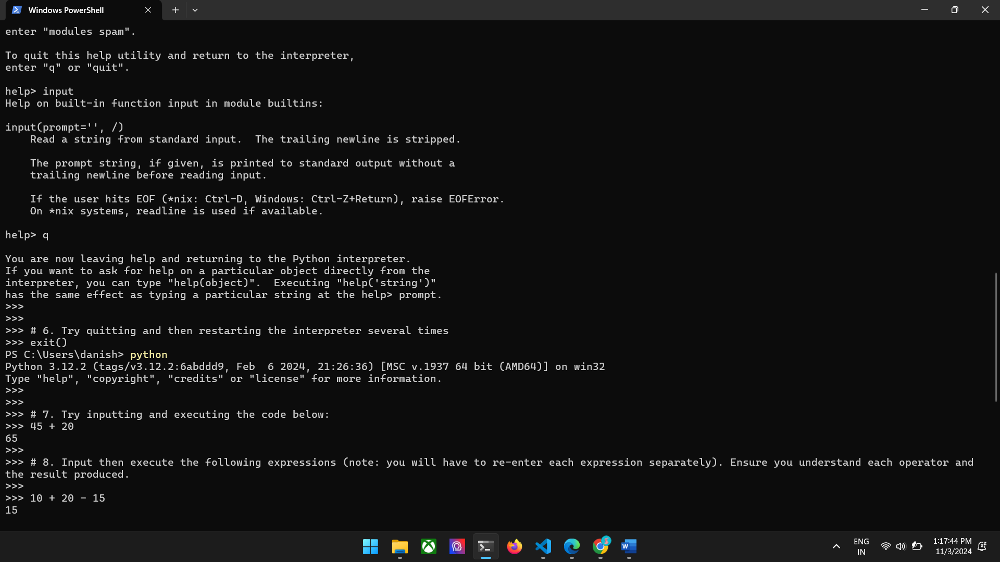 Windows PowerShell
enter "modules spam".
To quit this help utility and return to the interpreter,
enter "q" or "quit".
help> input
Help on built-in function input in module builtins:
input(prompt='', /)
    Read a string from standard input.  The trailing newline is stripped.
    The prompt string, if given, is printed to standard output without a
    trailing newline before reading input.
    If the user hits EOF (*nix: Ctrl-D, Windows: Ctrl-Z+Return), raise EOFError.
    On *nix systems, readline is used if available.
help> q
You are now leaving help and returning to the Python interpreter.
If you want to ask for help on a particular object directly from the
interpreter, you can type "help(object)".  Executing "help('string')"
has the same effect as typing a particular string at the help> prompt.
>>>
>>>
>>> # 6. Try quitting and then restarting the interpreter several times
>>> exit()
PS C:\Users\danish> python
Python 3.12.2 (tags/v3.12.2:6abddd9, Feb  6 2024, 21:26:36) [MSC v.1937 64 bit (AMD64)] on win32
Type "help", "copyright", "credits" or "license" for more information.
>>>
>>>
>>> # 7. Try inputting and executing the code below:
>>> 45 + 20
65
>>>
>>> # 8. Input then execute the following expressions (note: you will have to re-enter each expression separately). Ensure you understand each operator and
the result produced.
>>>
>>> 10 + 20 - 15
15
ENG
IN
1:17:44 PM
11/3/2024